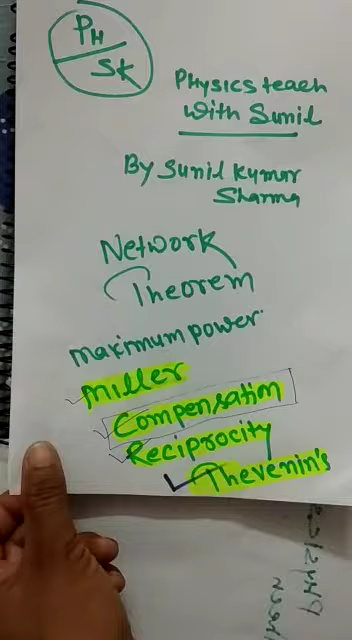 PH
SK
Physics teach
with Sunil
By Sunil Kumar
Sharma
Network
Theorem
maximum power
Miller
Compensation
Reciprocity
Thevenin's